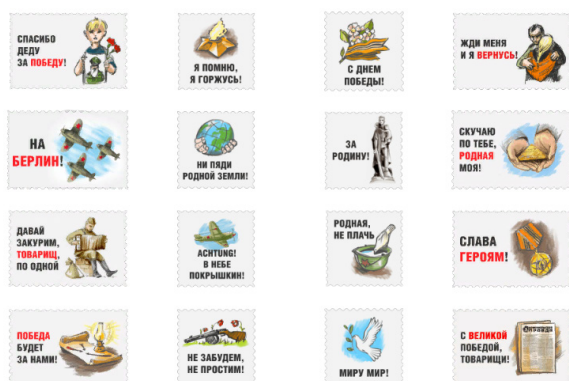 СПАСИБО
ДЕДУ
ЗА ПОБЕДУ!
Я ПОМНЮ,
Я ГОРЖУСЬ!
С ДНЕМ
ПОБЕДЫ!
ЖДИ МЕНЯ
И Я ВЕРНУСЬ!
НА
БЕРЛИН!
НИ ПЯДИ
РОДНОЙ ЗЕМЛИ!
ЗА
РОДИНУ!
СКУЧАЮ
ПО ТЕБЕ,
РОДНАЯ
МОЯ!
ДАВАЙ
ЗАКУРИМ,
ТОВАРИЩ,
ПО ОДНОЙ
ACHTUNG!
В НЕБЕ
ПОКРЫШКИН!
РОДНАЯ,
НЕ ПЛАЧЬ
СЛАВА
ГЕРОЯМ!
ПОБЕДА
БУДЕТ
ЗА НАМИ!
НЕ ЗАБУДЕМ,
НЕ ПРОСТИМ!
МИРУ МИР!
С ВЕЛИКОЙ
ПОБЕДОЙ,
ТОВАРИЩИ!